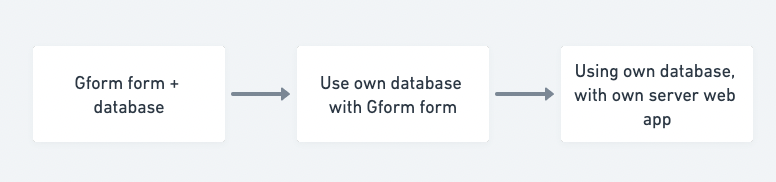 Gform form +
database
Use own database
with Gform form
Using own database,
with own server web
app